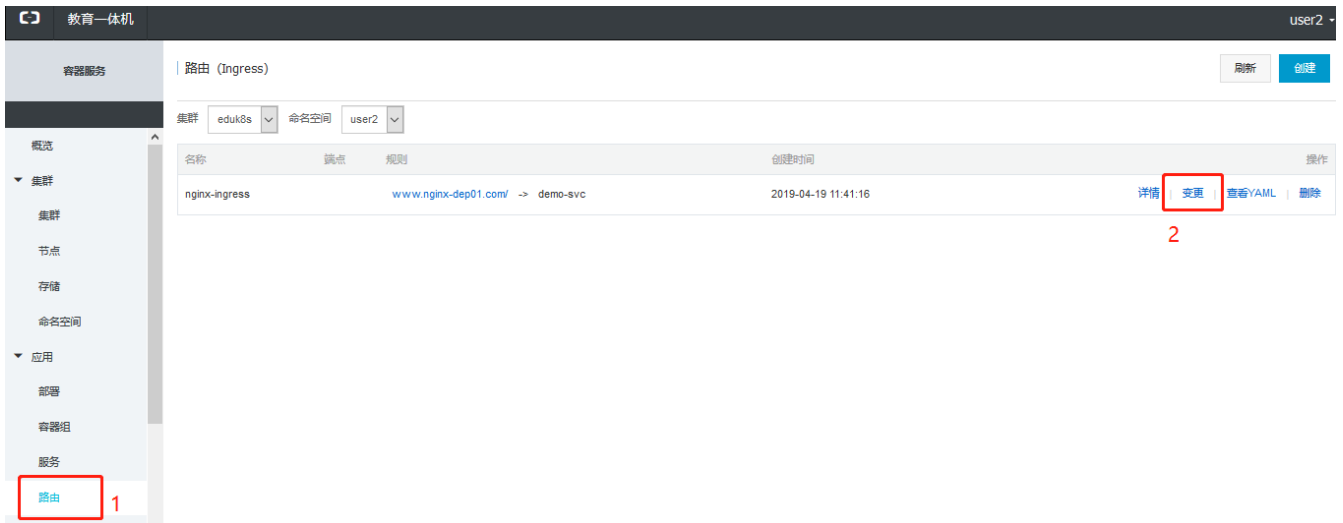 教育一体机 user2
容器服务
路由 (Ingress) 刷新 创建
集群 eduk8s 命名空间 user2
概览
名称 端点 规则 创建时间 操作
集群
nginx-ingress www.nginx-dep01.com/ -> demo-svc 2019-04-19 11:41:16 详情 变更 查看YAML 删除
集群
2
节点
存储
命名空间
应用
部署
容器组
服务
路由 1